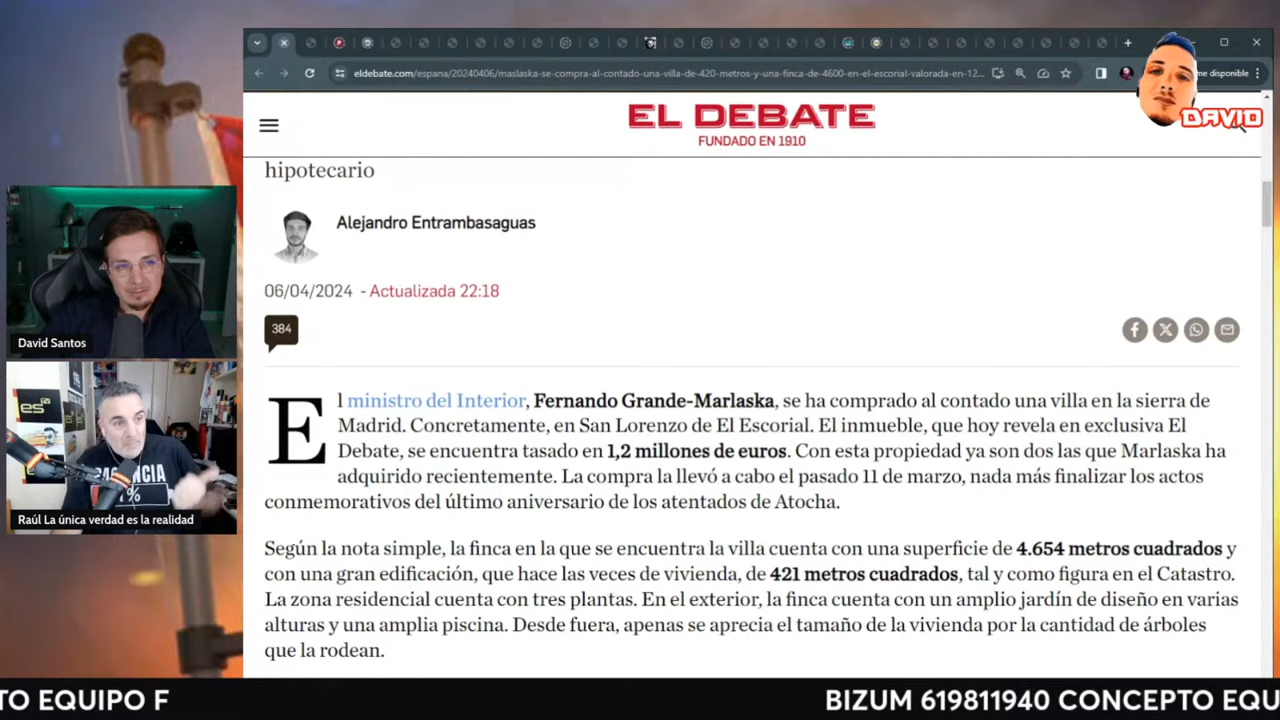 eldebate.com/espana/20240406/maslaska-se-compra-al-contado-una-villa-de-420-metros-y-una-finca-de-4600-en-el-escorial-valorada-en-12...
me disponible
DAVID
EL DEBATE
FUNDADO EN 1910
hipotecario
Alejandro Entrambasaguas
06/04/2024 - Actualizada 22:18
384
El ministro del Interior, Fernando Grande-Marlaska, se ha comprado al contado una villa en la sierra de
Madrid. Concretamente, en San Lorenzo de El Escorial. El inmueble, que hoy revela en exclusiva El
Debate, se encuentra tasado en 1,2 millones de euros. Con esta propiedad ya son dos las que Marlaska ha
adquirido recientemente. La compra la llevó a cabo el pasado 11 de marzo, nada más finalizar los actos
conmemorativos del último aniversario de los atentados de Atocha.
Según la nota simple, la finca en la que se encuentra la villa cuenta con una superficie de 4.654 metros cuadrados y
con una gran edificación, que hace las veces de vivienda, de 421 metros cuadrados, tal y como figura en el Catastro.
La zona residencial cuenta con tres plantas. En el exterior, la finca cuenta con un amplio jardín de diseño en varias
alturas y una amplia piscina. Desde fuera, apenas se aprecia el tamaño de la vivienda por la cantidad de árboles
que la rodean.
David Santos
es
Raúl La única verdad es la realidad
TO EQUIPO F
BIZUM 619811940 CONCEPTO EQU